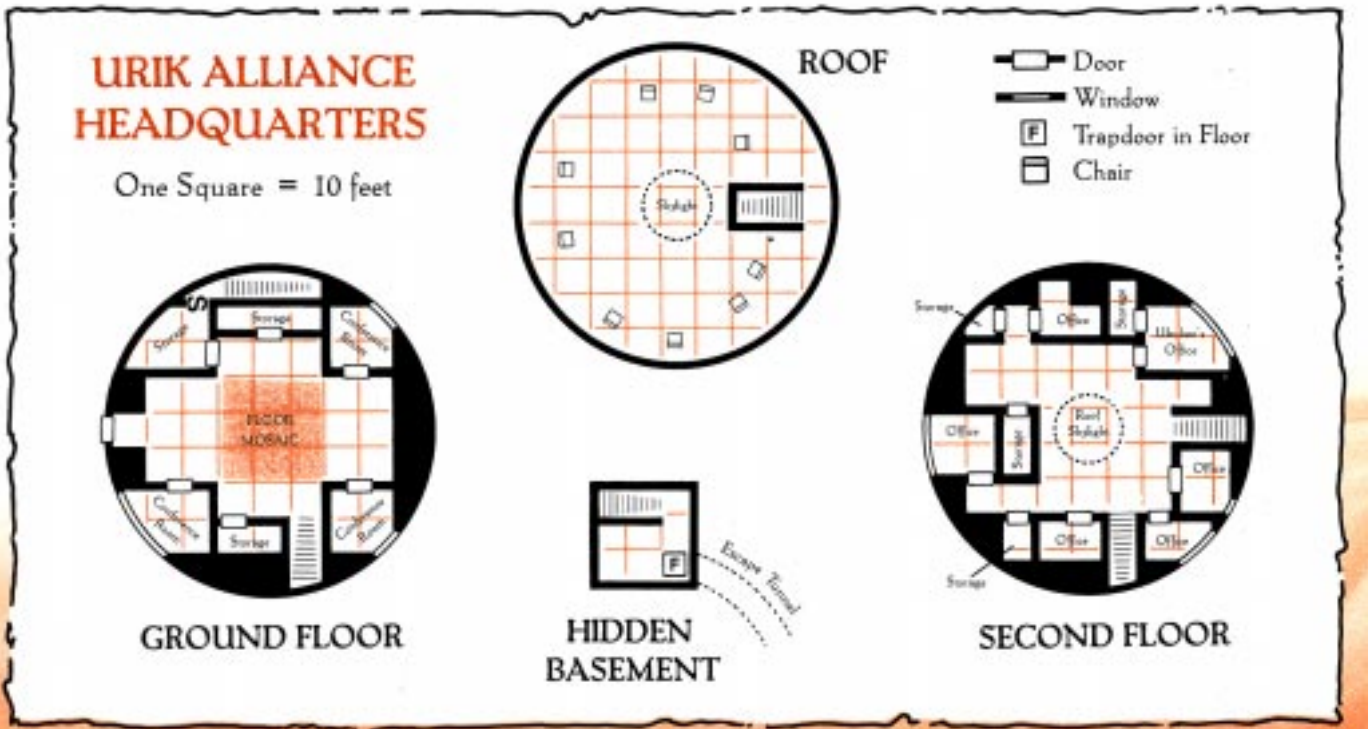 URIK ALLIANCE
HEADQUARTERS
One Square = 10 feet
ROOF
Skylight
Door
Window
F Trapdoor in Floor
Chair
S
Storage
Storage
Conference
Room
FLOOR
MOSAIC
Conference
Room
Storage
Conference
Room
GROUND FLOOR
F
Escape Tunnel
HIDDEN
BASEMENT
Storage
Office
Storage
Office
Office
Storage
Roof
Skylight
Office
Storage
Office
Office
SECOND FLOOR